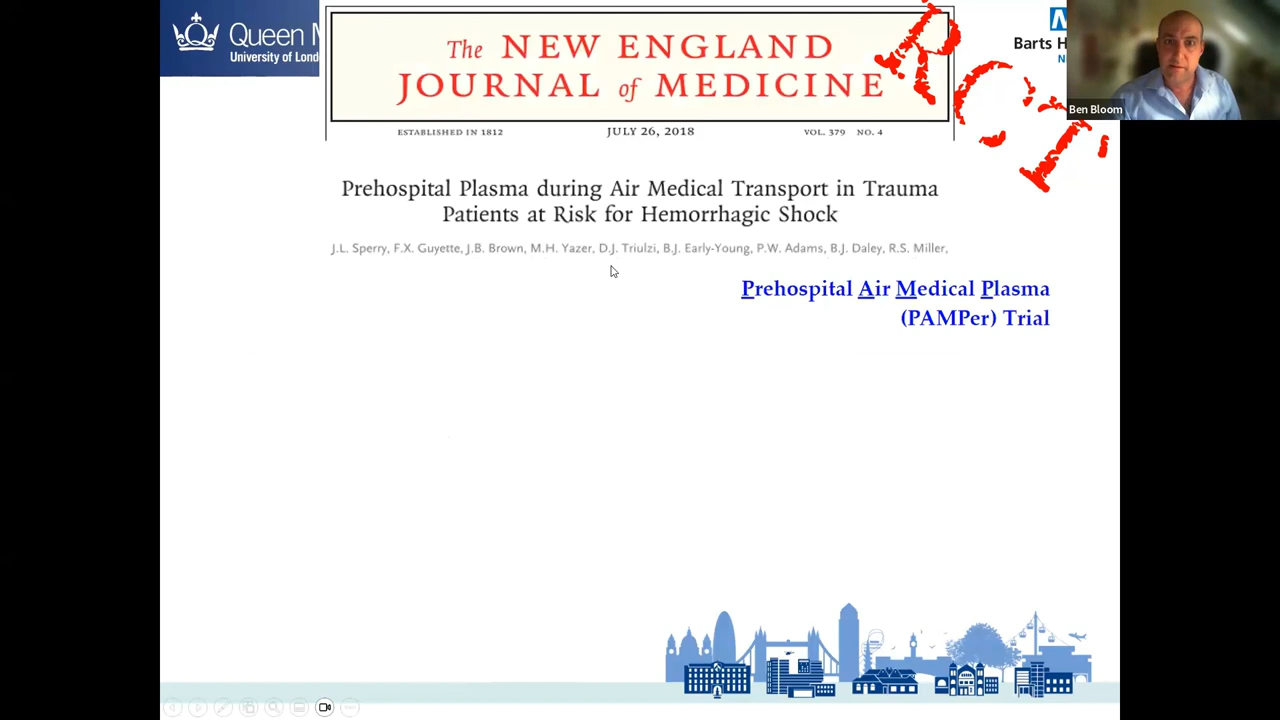 Queen M
University of Lond
The NEW ENGLAND
JOURNAL of MEDICINE
ESTABLISHED IN 1812
JULY 26, 2018
VOL. 379 NO. 4
RCT
Barts H
N
Ben Bloom
Prehospital Plasma during Air Medical Transport in Trauma
Patients at Risk for Hemorrhagic Shock
J.L. Sperry, F.X. Guyette, J.B. Brown, M.H. Yazer, D.J. Triulzi, B.J. Early-Young, P.W. Adams, B.J. Daley, R.S. Miller,
Prehospital Air Medical Plasma
(PAMPer) Trial